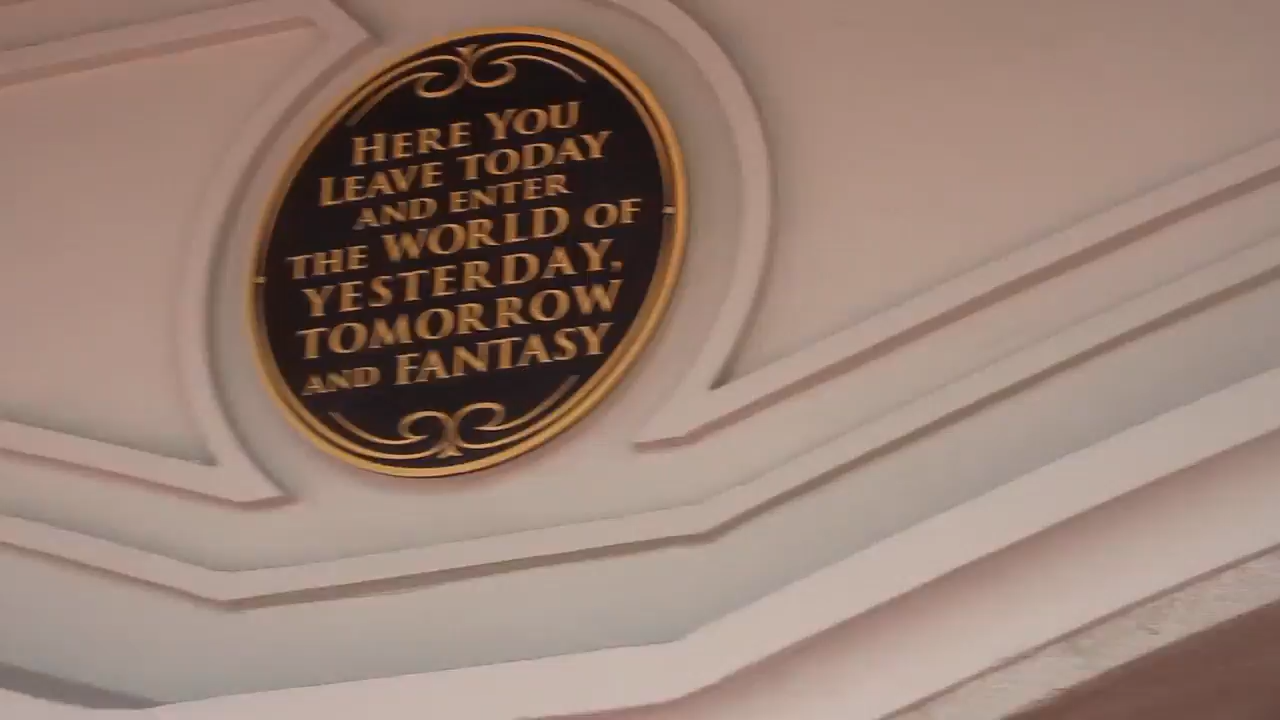 HERE YOU
LEAVE TODAY
AND ENTER
THE WORLD OF
YESTERDAY,
TOMORROW
AND FANTASY